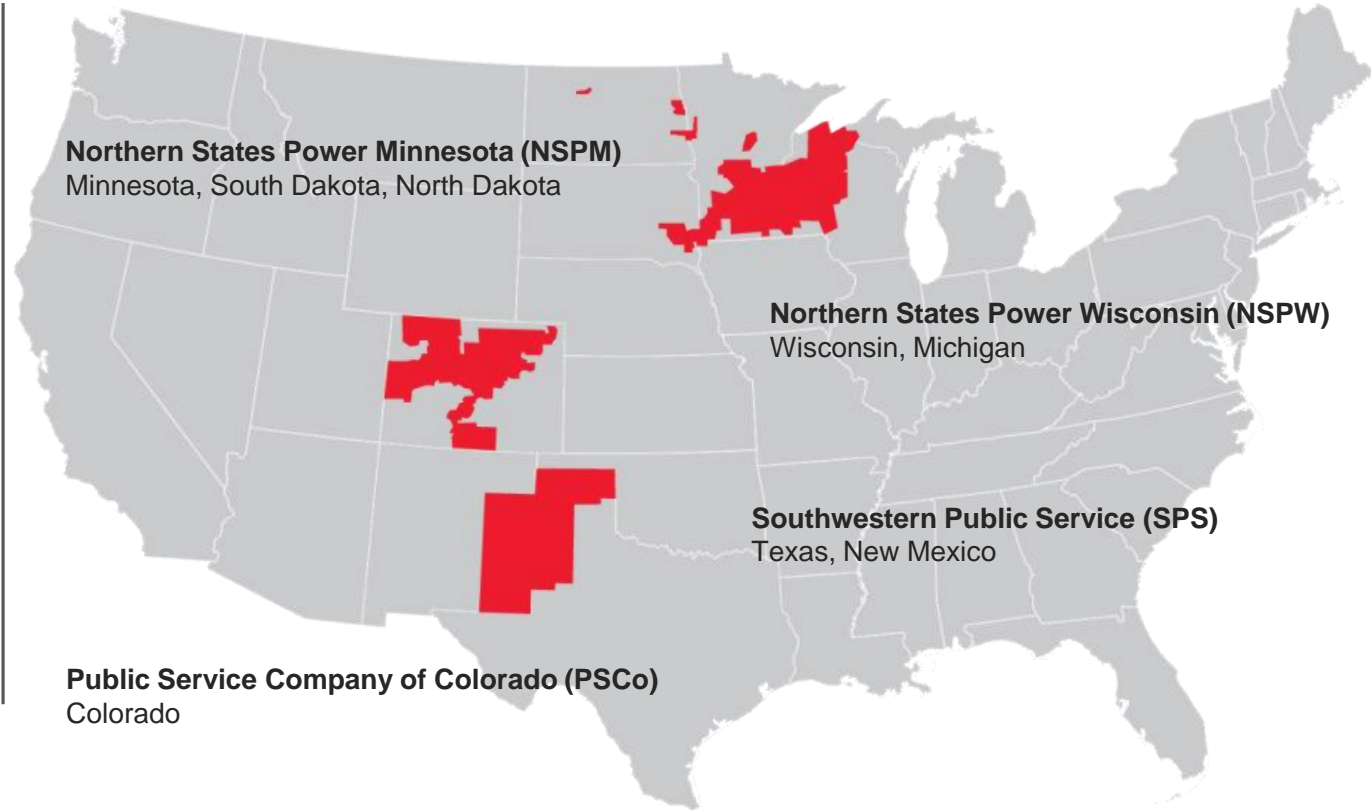 Northern States Power Minnesota (NSPM)
Minnesota, South Dakota, North Dakota
Northern States Power Wisconsin (NSPW)
Wisconsin, Michigan
Southwestern Public Service (SPS)
Texas, New Mexico
Public Service Company of Colorado (PSCo)
Colorado